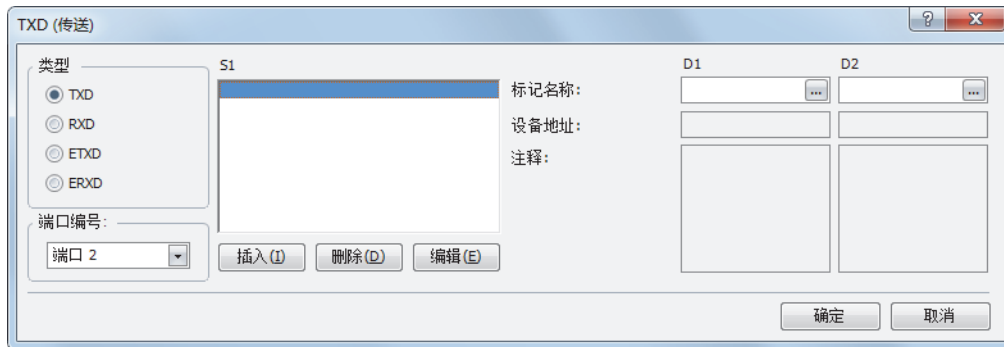 TXD (传送)
类型
TXD
RXD
ETXD
ERXD
端口编号:
端口 2
S1
插入(I)
删除(D)
编辑(E)
D1 D2
标记名称: ... ...
设备地址:
注释:
确定 取消